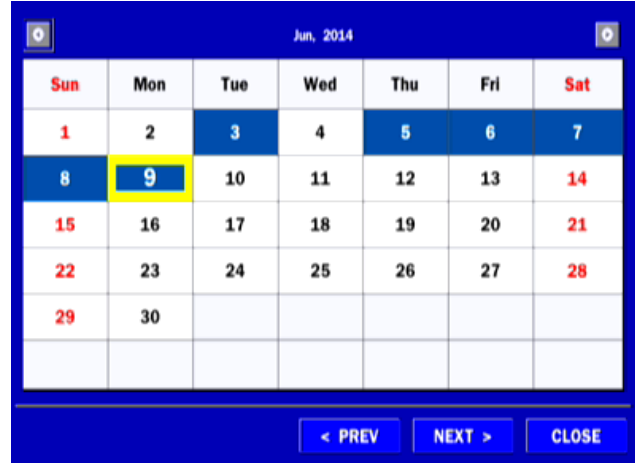 Jun, 2014
Sun Mon Tue Wed Thu Fri Sat
1 2 3 4 5 6 7
8 9 10 11 12 13 14
15 16 17 18 19 20 21
22 23 24 25 26 27 28
29 30
< PREV NEXT > CLOSE